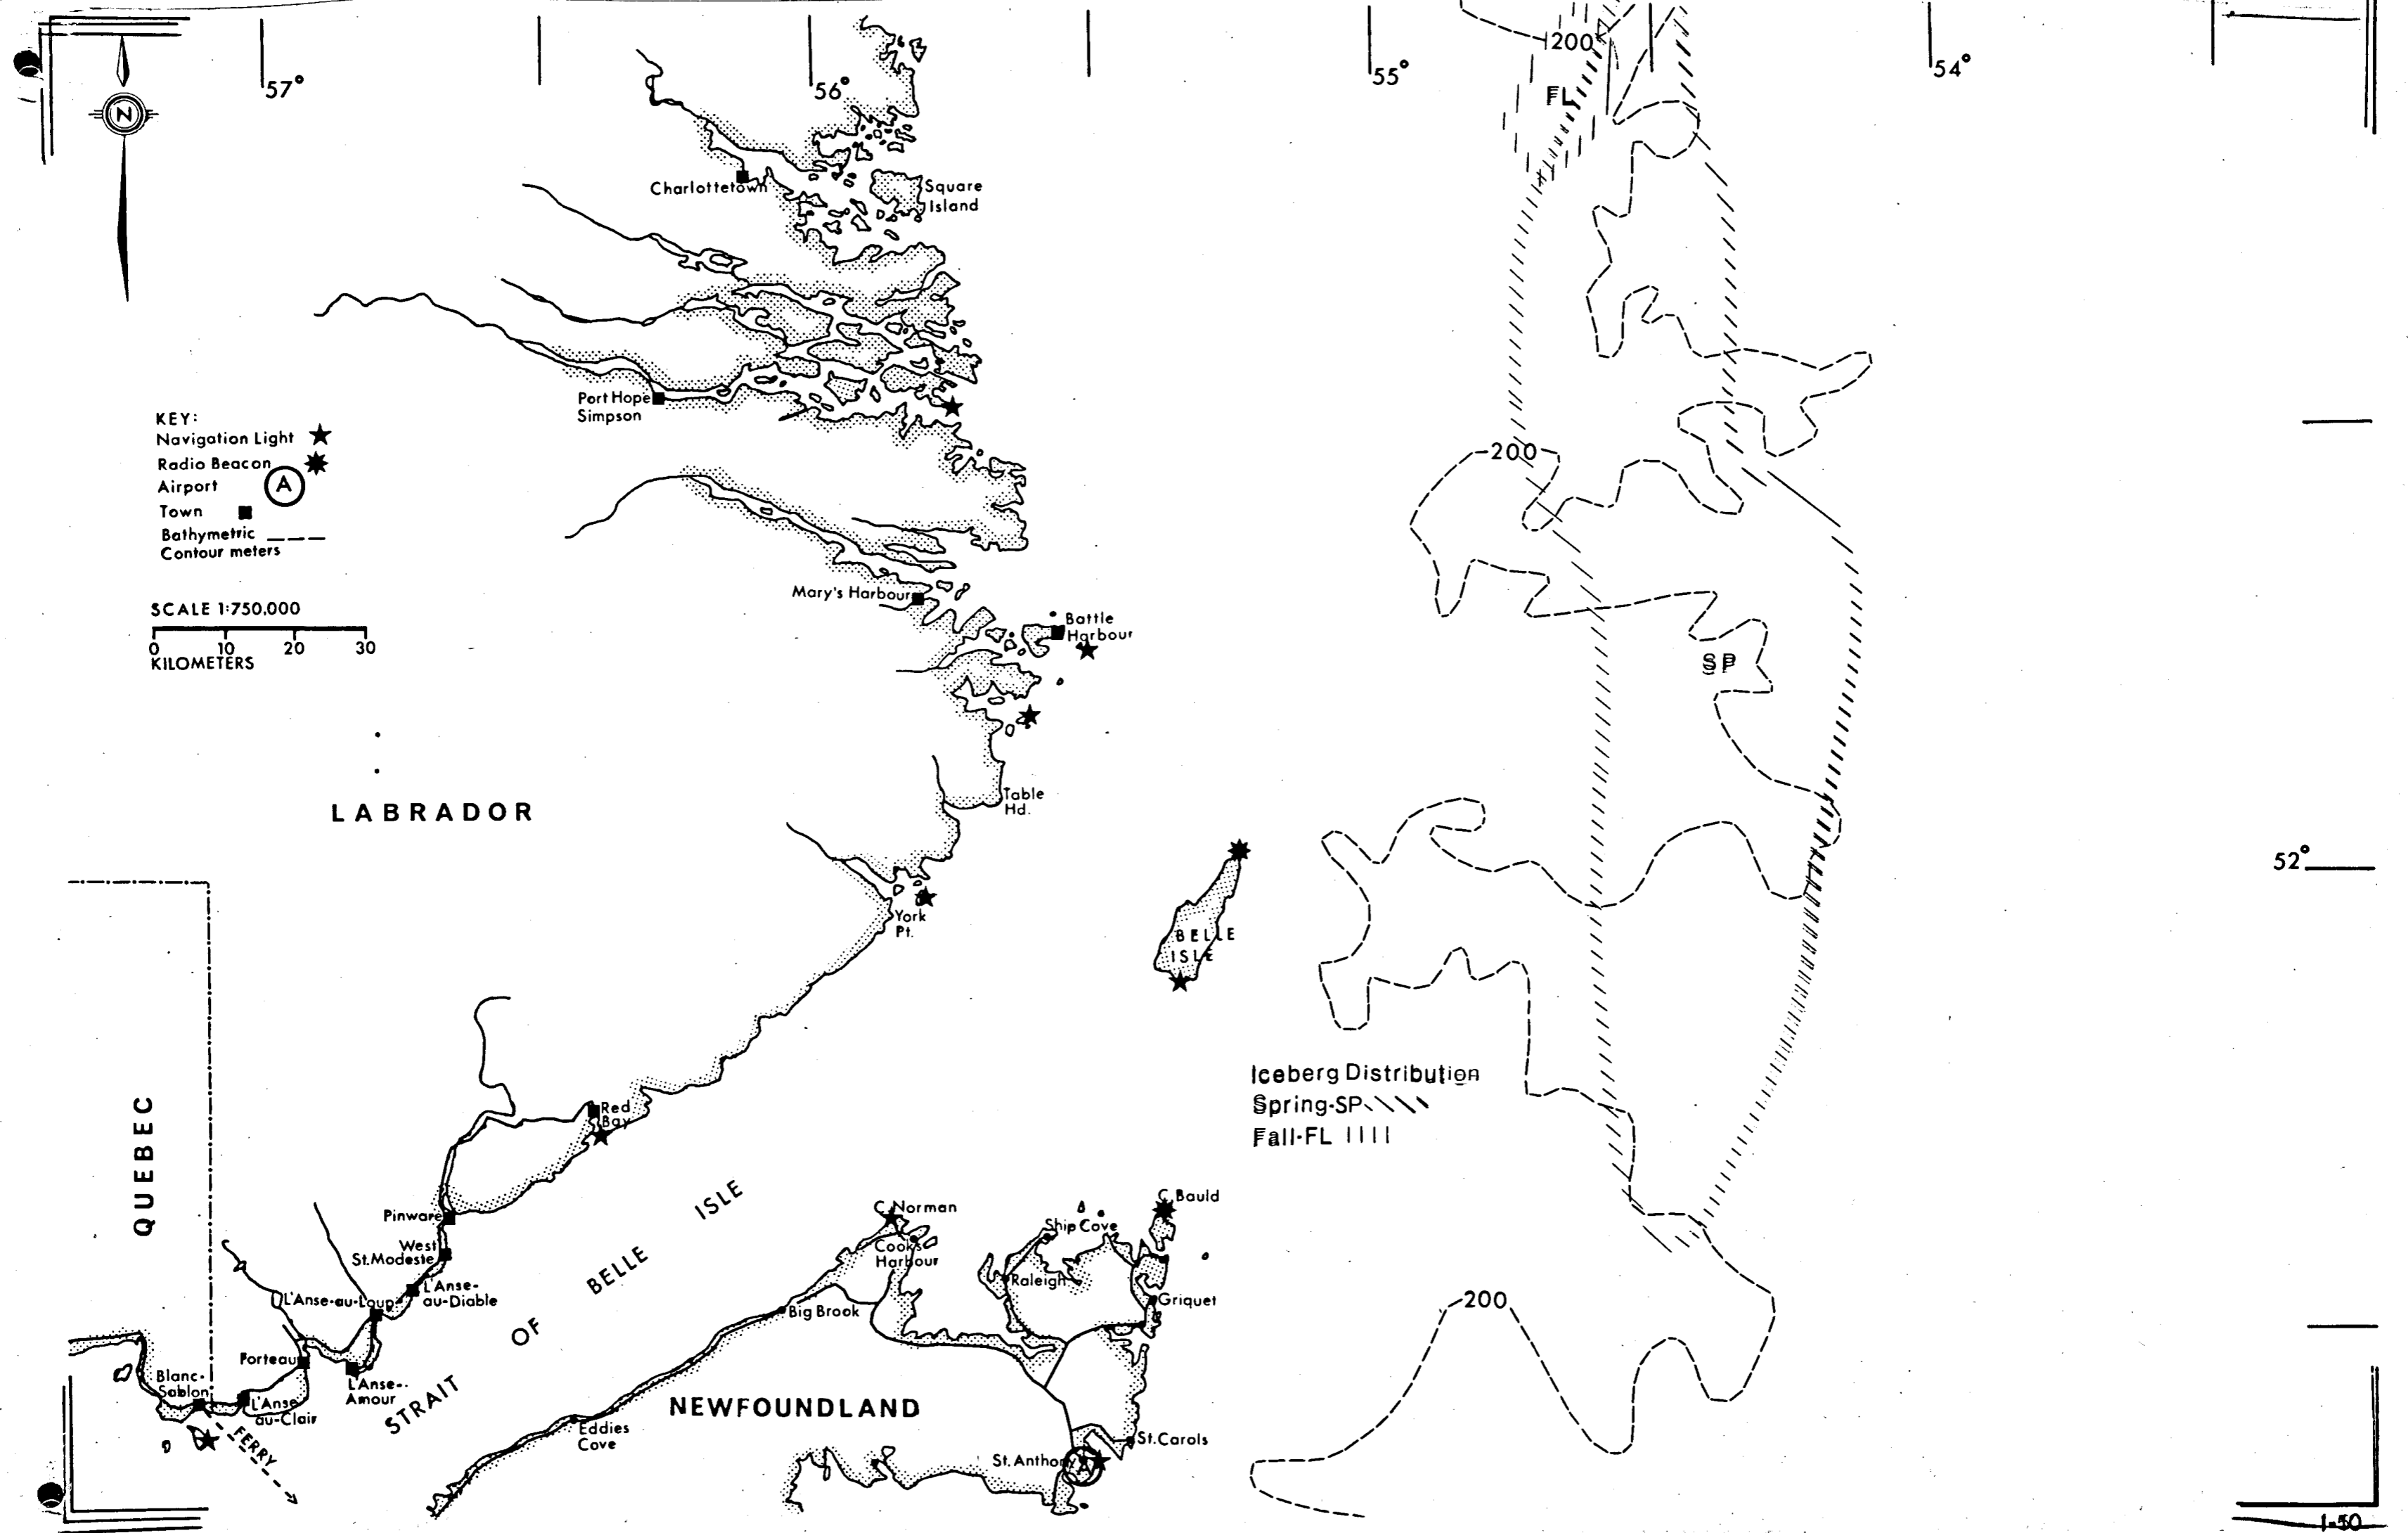 57°
56°
55°
54°
200
FL
N
Charlottetown
Square
Island
Port Hope
Simpson
KEY:
Navigation Light
Radio Beacon
Airport A
Town
Bathymetric
Contour meters
200
SCALE 1:750,000
0 10 20 30
KILOMETERS
Mary's Harbour
Battle
Harbour
SP
Table
Hd.
LABRADOR
52°
York
Pt.
BELLE
ISLE
Iceberg Distribution
Spring-SP
Fall-FL
QUEBEC
Red
Bay
Pinware
West
St. Modeste
L'Anse-
au-Diable
L'Anse-au-Loup
Forteau
L'Anse-
Amour
Blanc-
Sablon
L'Anse
au-Clair
FERRY
STRAIT OF BELLE ISLE
C. Norman
Cooks
Harbour
Ship Cove
C. Bauld
Raleigh
Griquet
Big Brook
200
NEWFOUNDLAND
Eddies
Cove
St. Carols
St. Anthony
A
1-50